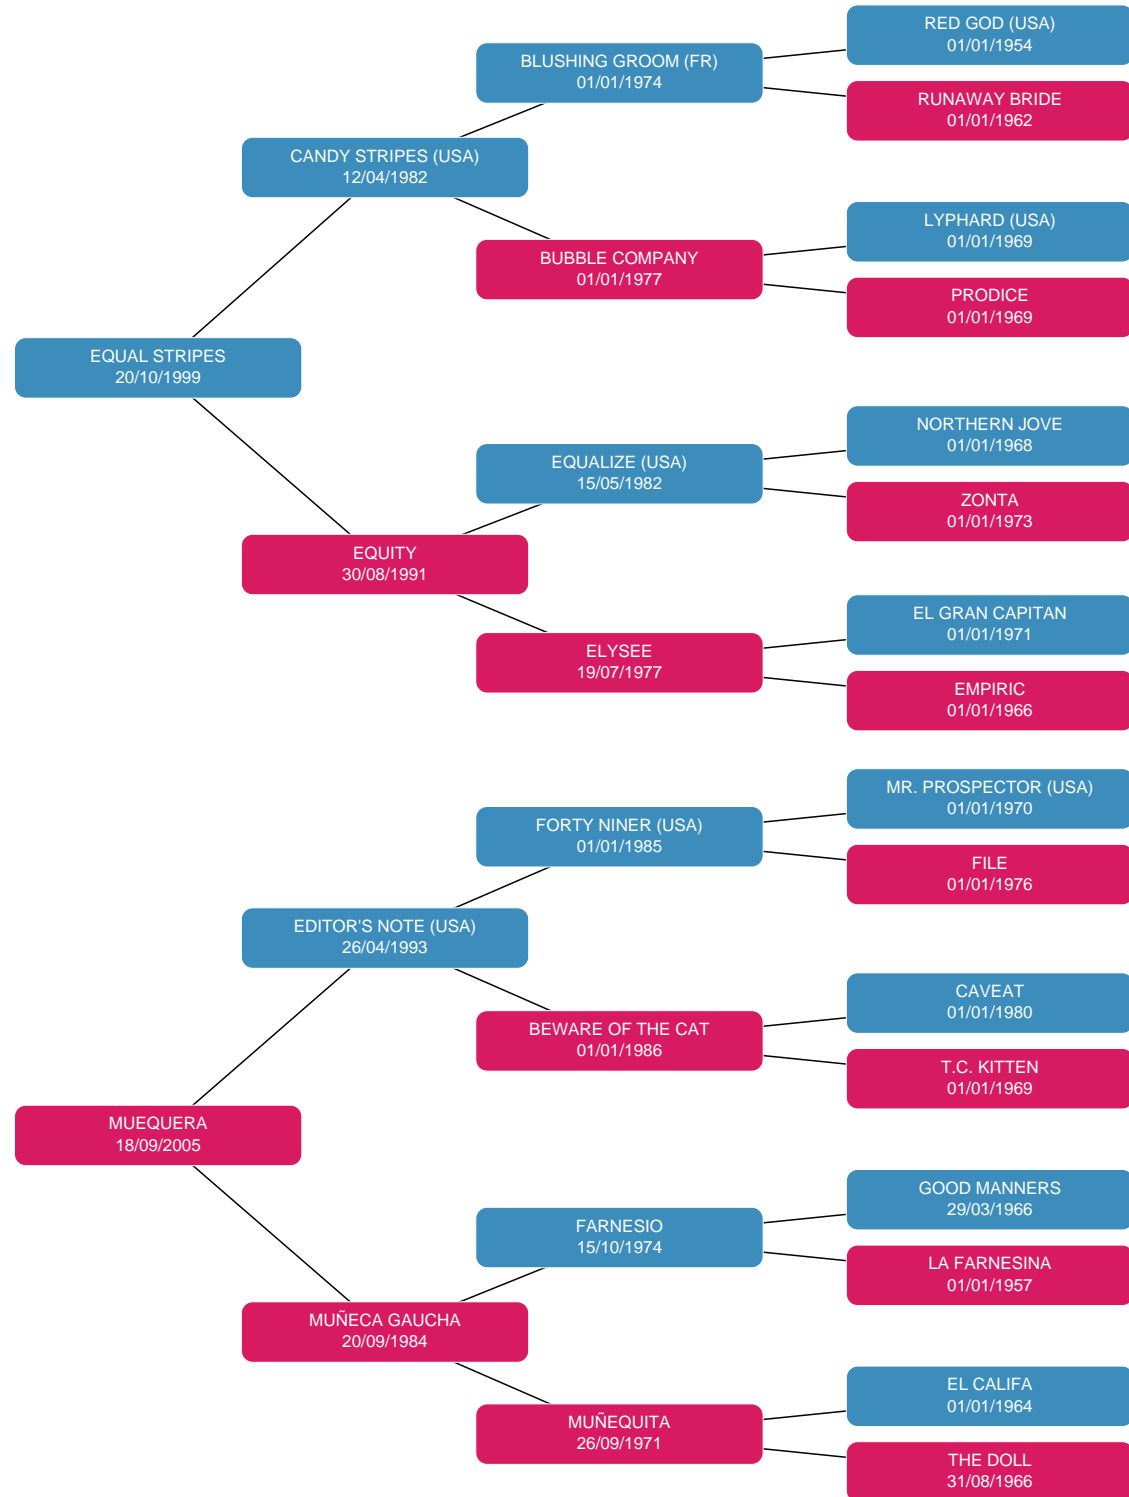 RED GOD (USA)
01/01/1954
BLUSHING GROOM (FR)
01/01/1974
RUNAWAY BRIDE
01/01/1962
CANDY STRIPES (USA)
12/04/1982
LYPHARD (USA)
01/01/1969
BUBBLE COMPANY
01/01/1977
PRODICE
01/01/1969
EQUAL STRIPES
20/10/1999
NORTHERN JOVE
01/01/1968
EQUALIZE (USA)
15/05/1982
ZONTA
01/01/1973
EQUITY
30/08/1991
EL GRAN CAPITAN
01/01/1971
ELYSEE
19/07/1977
EMPIRIC
01/01/1966
MR. PROSPECTOR (USA)
01/01/1970
FORTY NINER (USA)
01/01/1985
FILE
01/01/1976
EDITOR'S NOTE (USA)
26/04/1993
CAVEAT
01/01/1980
BEWARE OF THE CAT
01/01/1986
T.C. KITTEN
01/01/1969
MUEQUERA
18/09/2005
GOOD MANNERS
29/03/1966
FARNESIO
15/10/1974
LA FARNESINA
01/01/1957
MUÑECA GAUCHA
20/09/1984
EL CALIFA
01/01/1964
MUÑEQUITA
26/09/1971
THE DOLL
31/08/1966